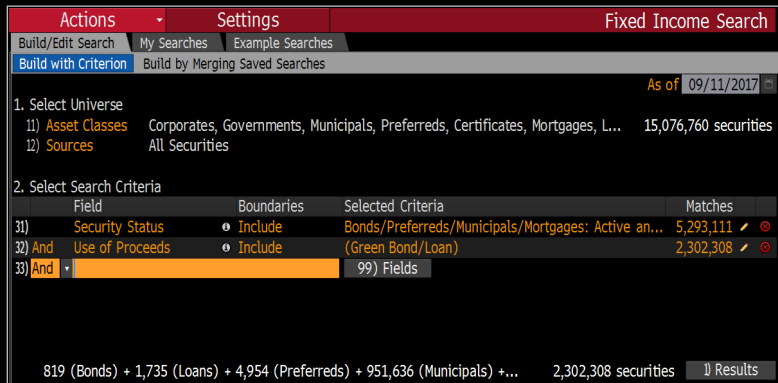 Actions Settings Fixed Income Search
Build/Edit Search My Searches Example Searches
Build with Criterion Build by Merging Saved Searches
As of 09/11/2017
1. Select Universe
11) Asset Classes Corporates, Governments, Municipals, Preferreds, Certificates, Mortgages, L... 15,076,760 securities
12) Sources All Securities
2. Select Search Criteria
Field Boundaries Selected Criteria Matches
31) Security Status Include Bonds/Preferreds/Municipals/Mortgages: Active an... 5,293,111
32) And Use of Proceeds Include (Green Bond/Loan) 2,302,308
33) And 99) Fields
819 (Bonds) + 1,735 (Loans) + 4,954 (Preferreds) + 951,636 (Municipals) +... 2,302,308 securities 1) Results